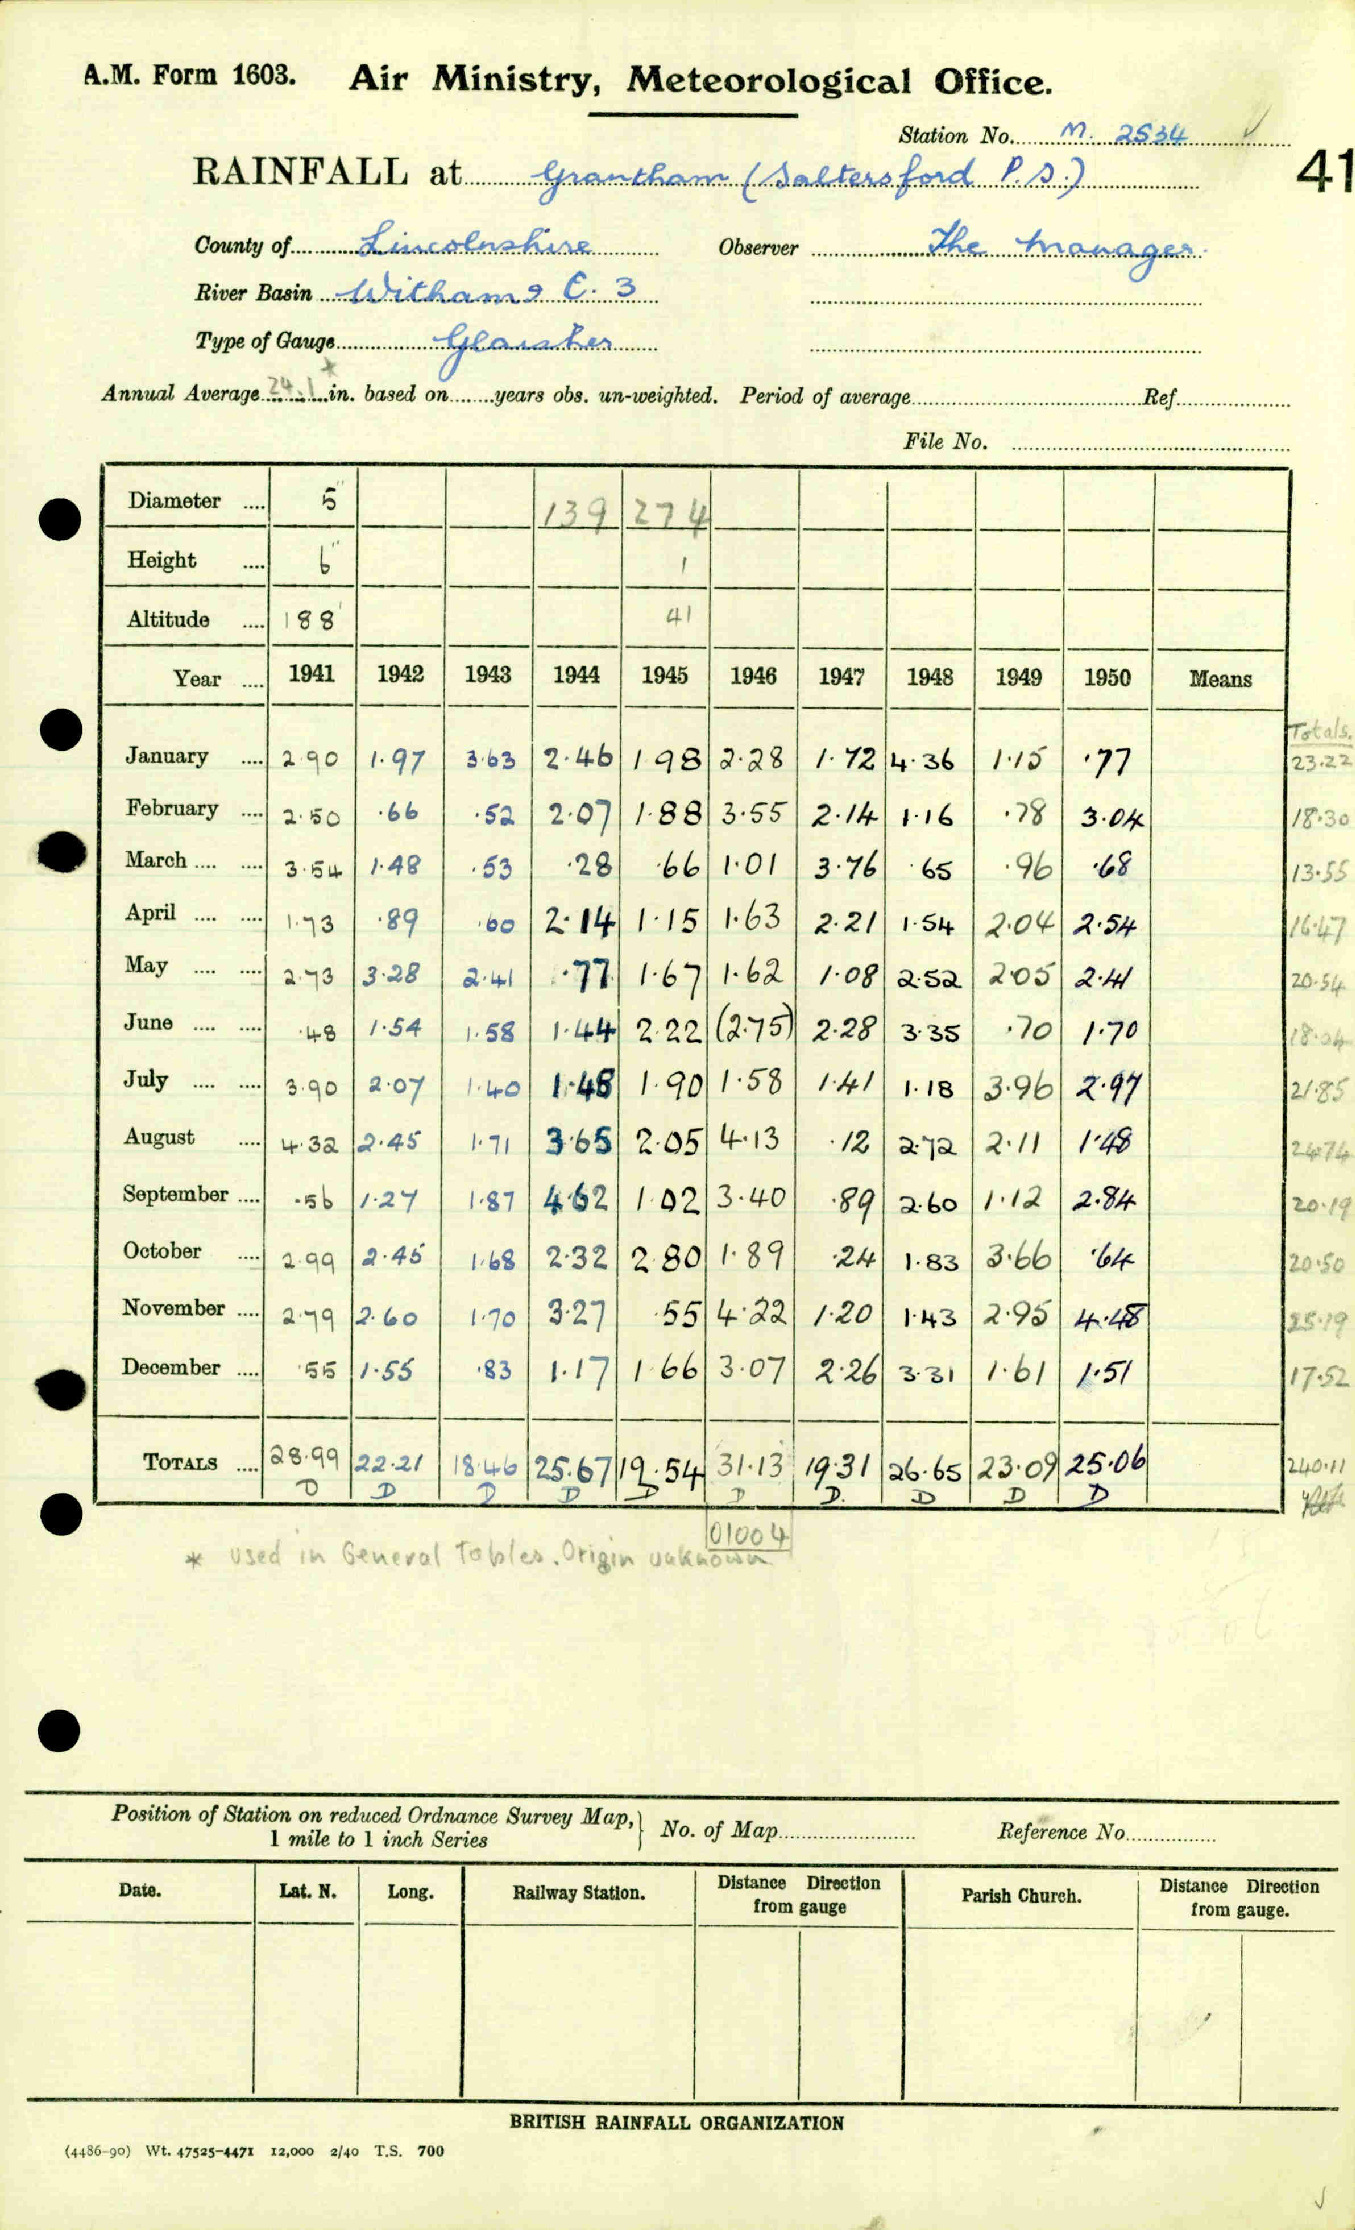 A.M. Form 1603. Air Ministry, Meteorological Office.
Station No. M. 2534
41
RAINFALL at Grantham (Saltersford P.S.)
County of Lincolnshire Observer The Manager
River Basin Witham & C. 3
Type of Gauge Glaisher
Annual Average 24.1* in. based on years obs. un-weighted. Period of average Ref.
File No.
Diameter 5" 139 274
Height 6" 1
Altitude 188' 41
Year 1941 1942 1943 1944 1945 1946 1947 1948 1949 1950 Means
Totals.
January 2.90 1.97 3.63 2.46 1.98 2.28 1.72 4.36 1.15 .77 23.22
February 2.50 .66 .52 2.07 1.88 3.55 2.14 1.16 .78 3.04 18.30
March 3.54 1.48 .53 .28 .66 1.01 3.76 .65 .96 .68 13.55
April 1.73 .89 .60 2.14 1.15 1.63 2.21 1.54 2.04 2.54 16.47
May 2.73 3.28 2.41 .77 1.67 1.62 1.08 2.52 2.05 2.41 20.54
June .48 1.54 1.58 1.44 2.22 (2.75) 2.28 3.35 .70 1.70 18.04
July 3.90 2.07 1.40 1.48 1.90 1.58 1.41 1.18 3.96 2.97 21.85
August 4.32 2.45 1.71 3.65 2.05 4.13 .12 2.72 2.11 1.48 24.74
September .56 1.27 1.87 4.62 1.02 3.40 .89 2.60 1.12 2.84 20.19
October 2.99 2.45 1.68 2.32 2.80 1.89 .24 1.83 3.66 .64 20.50
November 2.79 2.60 1.70 3.27 .55 4.22 1.20 1.43 2.95 4.48 25.19
December .55 1.55 .83 1.17 1.66 3.07 2.26 3.31 1.61 1.51 17.52
TOTALS 28.99 22.21 18.46 25.67 19.54 31.13 19.31 26.65 23.09 25.06 240.11
D D D D D D D. D D D
01004
* Used in General Tables. Origin unknown
Position of Station on reduced Ordnance Survey Map, } No. of Map Reference No.
1 mile to 1 inch Series
Date. Lat. N. Long. Railway Station. Distance Direction from gauge Parish Church. Distance Direction from gauge.
BRITISH RAINFALL ORGANIZATION
(4486-90) Wt. 47525-4471 12,000 2/40 T.S. 700